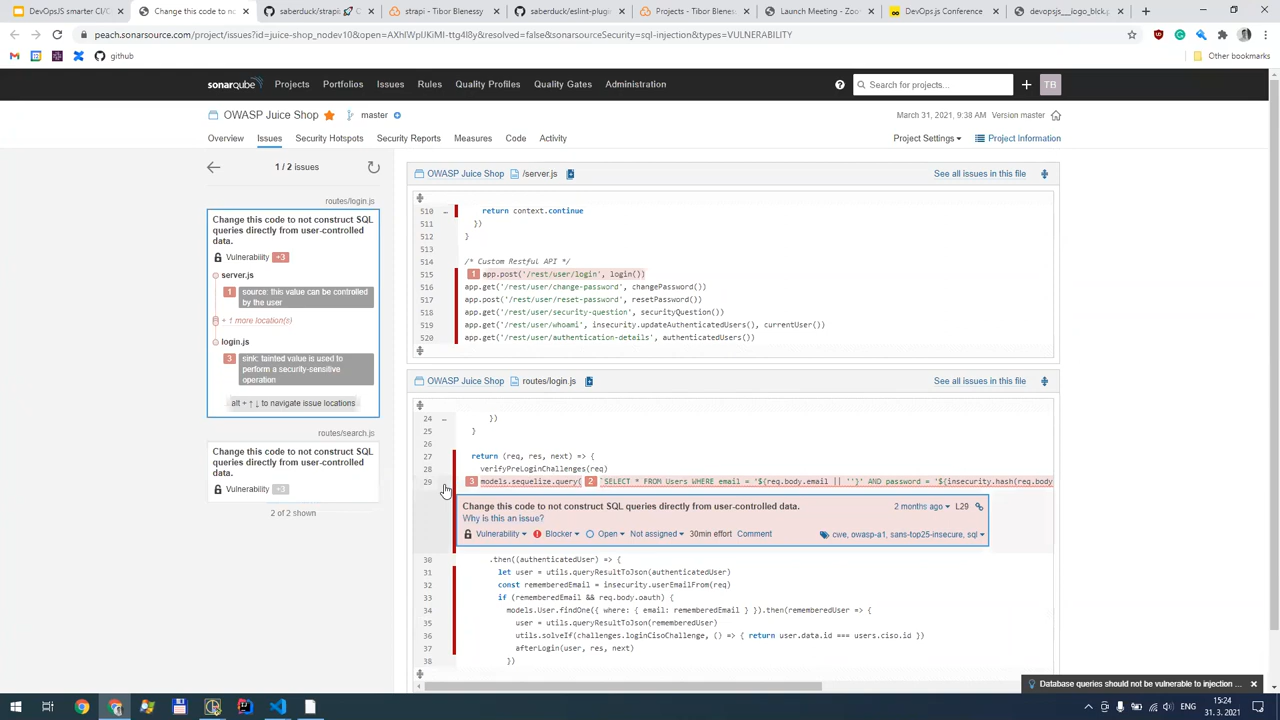 DevOpsJS smart CI/C
Change this code to n
saberduck/strapi:
strapi - Tibor Blenessy
saberduck/eslint-plug
Projects - Tibor Blene
Launch Meeting - Zoo
DevOps.js Conference
devopsjs__logo_blck.p
peach.sonarsource.com/project/issues?id=juice-shop_nodev10&open=AXhlWpIJKiMI-ttg4l8y&resolved=false&sonarsourceSecurity=sql-injection&types=VULNERABILITY
github
Other bookmarks
sonarqube Projects Portfolios Issues Rules Quality Profiles Quality Gates Administration
Search for projects...
TB
OWASP Juice Shop master
March 31, 2021, 9:38 AM Version master
Overview Issues Security Hotspots Security Reports Measures Code Activity
Project Settings Project Information
1 / 2 issues
routes/login.js
Change this code to not construct SQL
queries directly from user-controlled
data.
Vulnerability +3
server.js
1 source: this value can be controlled
by the user
+ 1 more location(s)
login.js
3 sink: tainted value is used to
perform a security-sensitive
operation
alt + ↑ ↓ to navigate issue locations
routes/search.js
Change this code to not construct SQL
queries directly from user-controlled
data.
Vulnerability +3
2 of 2 shown
OWASP Juice Shop /server.js See all issues in this file
510 ... return context.continue
511 })
512 }
513
514 /* Custom Restful API */
515 1 app.post('/rest/user/login', login())
516 app.get('/rest/user/change-password', changePassword())
517 app.post('/rest/user/reset-password', resetPassword())
518 app.get('/rest/user/security-question', securityQuestion())
519 app.get('/rest/user/whoami', insecurity.updateAuthenticatedUsers(), currentUser())
520 app.get('/rest/user/authentication-details', authenticatedUsers())
OWASP Juice Shop routes/login.js See all issues in this file
24 ... })
25 }
26
27 return (req, res, next) => {
28 verifyPreLoginChallenges(req)
29 3 models.sequelize.query( 2 `SELECT * FROM Users WHERE email = '${req.body.email || ''}' AND password = '${insecurity.hash(req.body
Change this code to not construct SQL queries directly from user-controlled data. 2 months ago L29
Why is this an issue?
Vulnerability Blocker Open Not assigned 30min effort Comment cwe, owasp-a1, sans-top25-insecure, sql
30 .then((authenticatedUser) => {
31 let user = utils.queryResultToJson(authenticatedUser)
32 const rememberedEmail = insecurity.userEmailFrom(req)
33 if (rememberedEmail && req.body.oauth) {
34 models.User.findOne({ where: { email: rememberedEmail } }).then(rememberedUser => {
35 user = utils.queryResultToJson(rememberedUser)
36 utils.solveIf(challenges.loginCisoChallenge, () => { return user.data.id === users.ciso.id })
37 afterLogin(user, res, next)
38 })
Database queries should not be vulnerable to injection ...
ENG
15:24
31. 3. 2021